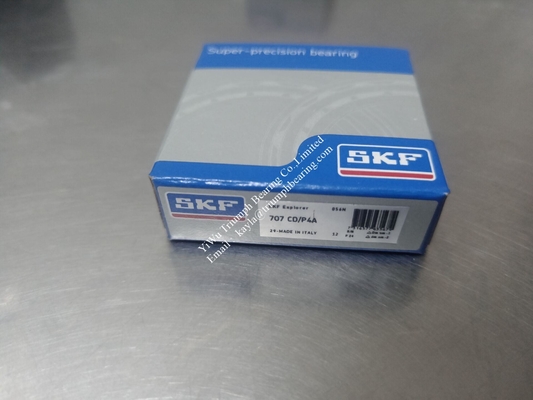 Super-precision bearing
SKF
SKF
SKF Explorer
707 CD/P4A
MADE IN ITALY
YiWu Triumph Bearing Co.,Limited
Email: kayla@triumphbearing.com